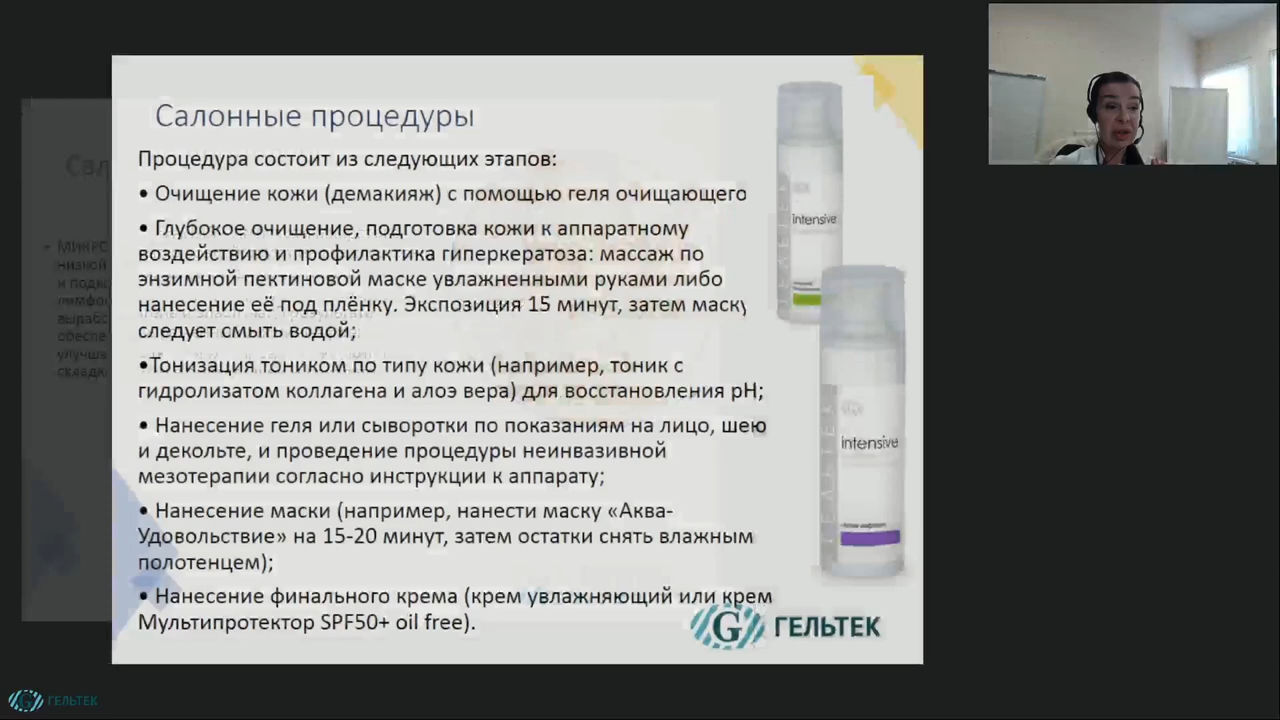 Салонные процедуры
Процедура состоит из следующих этапов:
• Очищение кожи (демакияж) с помощью геля очищающего
• Глубокое очищение, подготовка кожи к аппаратному
воздействию и профилактика гиперкератоза: массаж по
энзимной пектиновой маске увлажненными руками либо
нанесение её под плёнку. Экспозиция 15 минут, затем маску
следует смыть водой;
•Тонизация тоником по типу кожи (например, тоник с
гидролизатом коллагена и алоэ вера) для восстановления pH;
• Нанесение геля или сыворотки по показаниям на лицо, шею
и декольте, и проведение процедуры неинвазивной
мезотерапии согласно инструкции к аппарату;
• Нанесение маски (например, нанести маску «Аква-
Удовольствие» на 15-20 минут, затем остатки снять влажным
полотенцем);
• Нанесение финального крема (крем увлажняющий или крем
Мультипротектор SPF50+ oil free).
intensive
intensive
G ГЕЛЬТЕК
ГЕЛЬТЕК